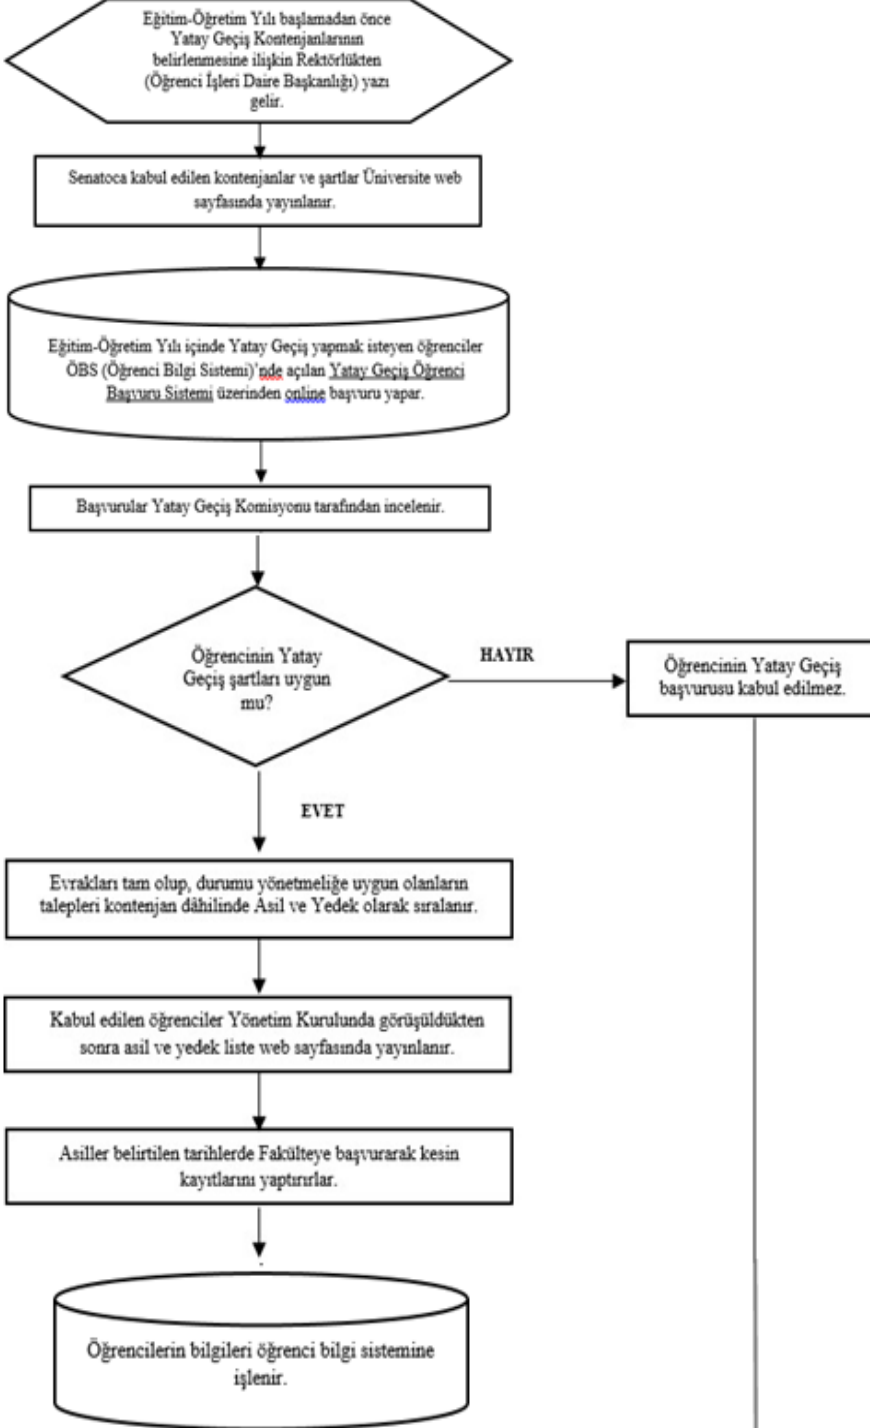 Eğitim-Öğretim Yılı başlamadan önce
Yatay Geçiş Kontenjanlarının
belirlenmesine ilişkin Rektörlükten
(Öğrenci İşleri Daire Başkanlığı) yazı
gelir.
Senatoca kabul edilen kontenjanlar ve şartlar Üniversite web
sayfasında yayınlanır.
Eğitim-Öğretim Yılı içinde Yatay Geçiş yapmak isteyen öğrenciler
ÖBS (Öğrenci Bilgi Sistemi)'nde açılan Yatay Geçiş Öğrenci
Başvuru Sistemi üzerinden online başvuru yapar.
Başvurular Yatay Geçiş Komisyonu tarafından incelenir.
Öğrencinin Yatay
Geçiş şartları uygun
mu?
HAYIR
Öğrencinin Yatay Geçiş
başvurusu kabul edilmez.
EVET
Evrakları tam olup, durumu yönetmeliğe uygun olanların
talepleri kontenjan dâhilinde Asil ve Yedek olarak sıralanır.
Kabul edilen öğrenciler Yönetim Kurulunda görüşüldükten
sonra asil ve yedek liste web sayfasında yayınlanır.
Asiller belirtilen tarihlerde Fakülteye başvurarak kesin
kayıtlarını yaptırırlar.
Öğrencilerin bilgileri öğrenci bilgi sistemine
işlenir.